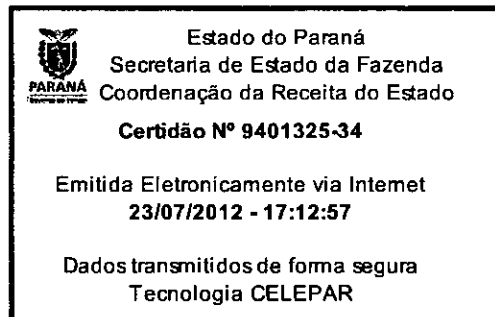 Estado do Paraná
Secretaria de Estado da Fazenda
PARANÁ
Coordenação da Receita do Estado
Certidão Nº 9401325-34
Emitida Eletronicamente via Internet
23/07/2012 - 17:12:57
Dados transmitidos de forma segura
Tecnologia CELEPAR